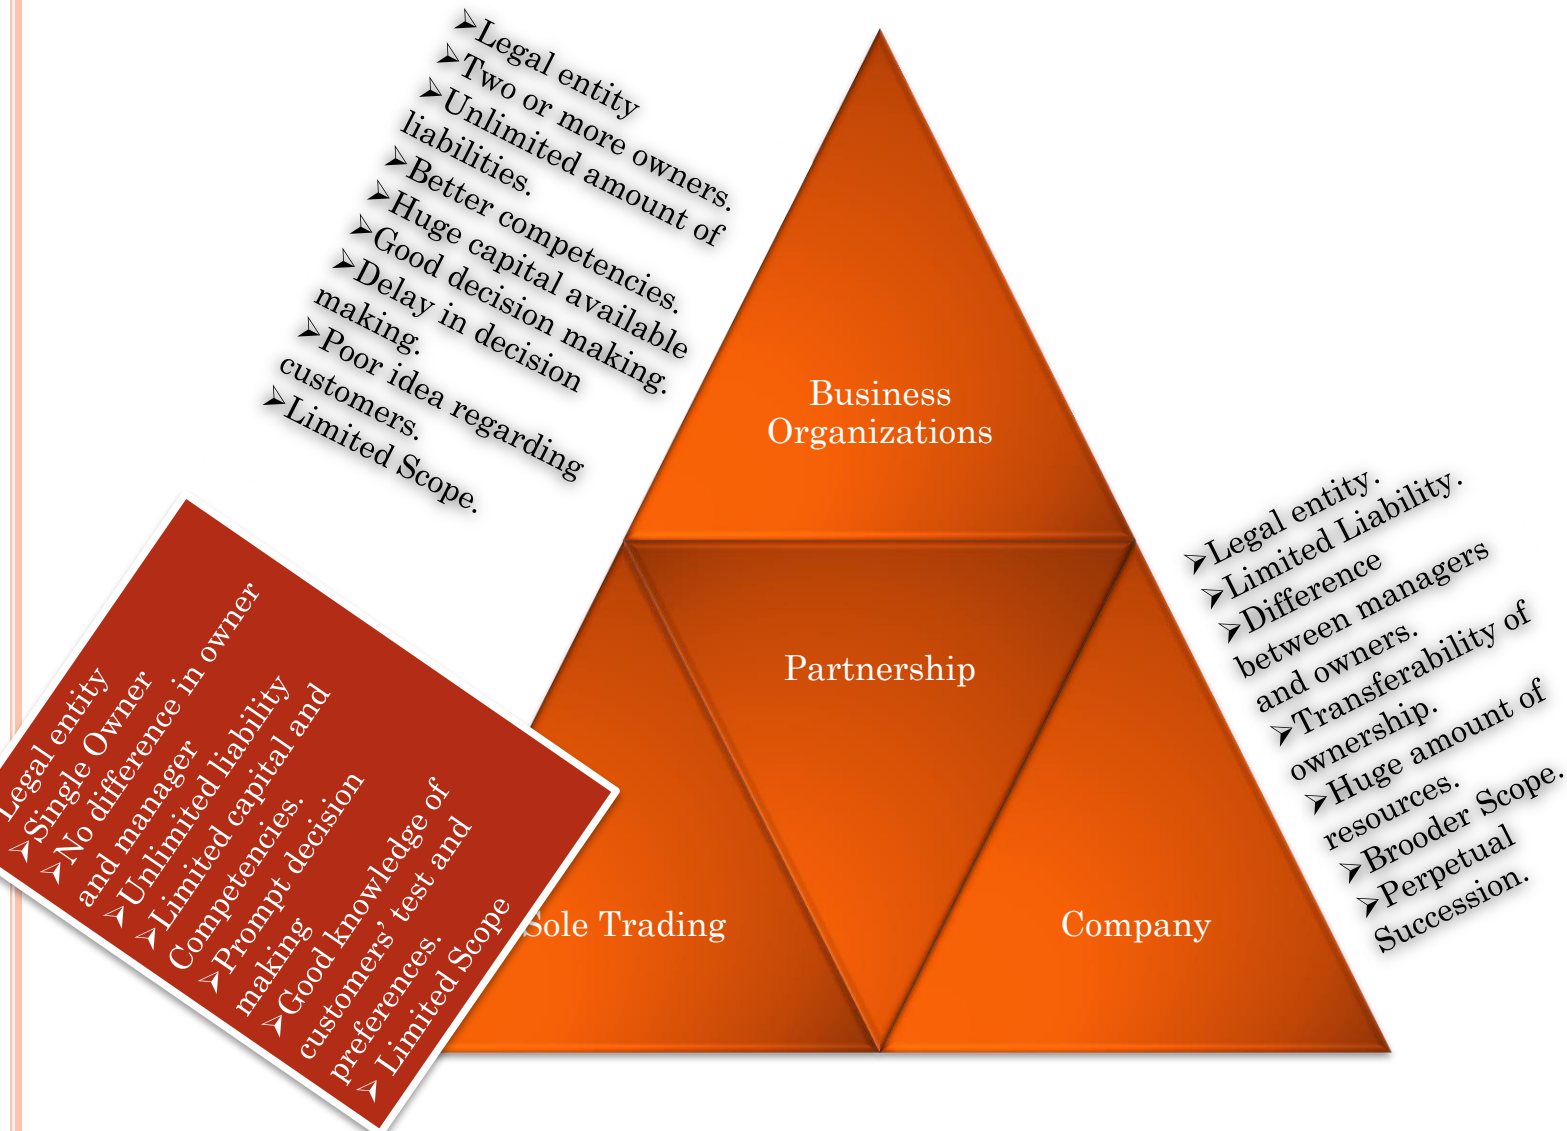 ➢Legal entity
➢Two or more owners.
➢Unlimited amount of
liabilities.
➢Better competencies.
➢Huge capital available
➢Good decision making.
➢Delay in decision
making.
➢Poor idea regarding
customers.
➢Limited Scope.
Business
Organizations
Partnership
Sole Trading
Company
Legal entity
➢Single Owner
➢No difference in owner
and manager
➢Unlimited liability
➢Limited capital and
Competencies.
➢Prompt decision
making
➢Good knowledge of
customers’ test and
preferences.
➢Limited Scope
➢Legal entity.
➢Limited Liability.
➢Difference
between managers
and owners.
➢Transferability of
ownership.
➢Huge amount of
resources.
➢Brooder Scope.
➢Perpetual
Succession.